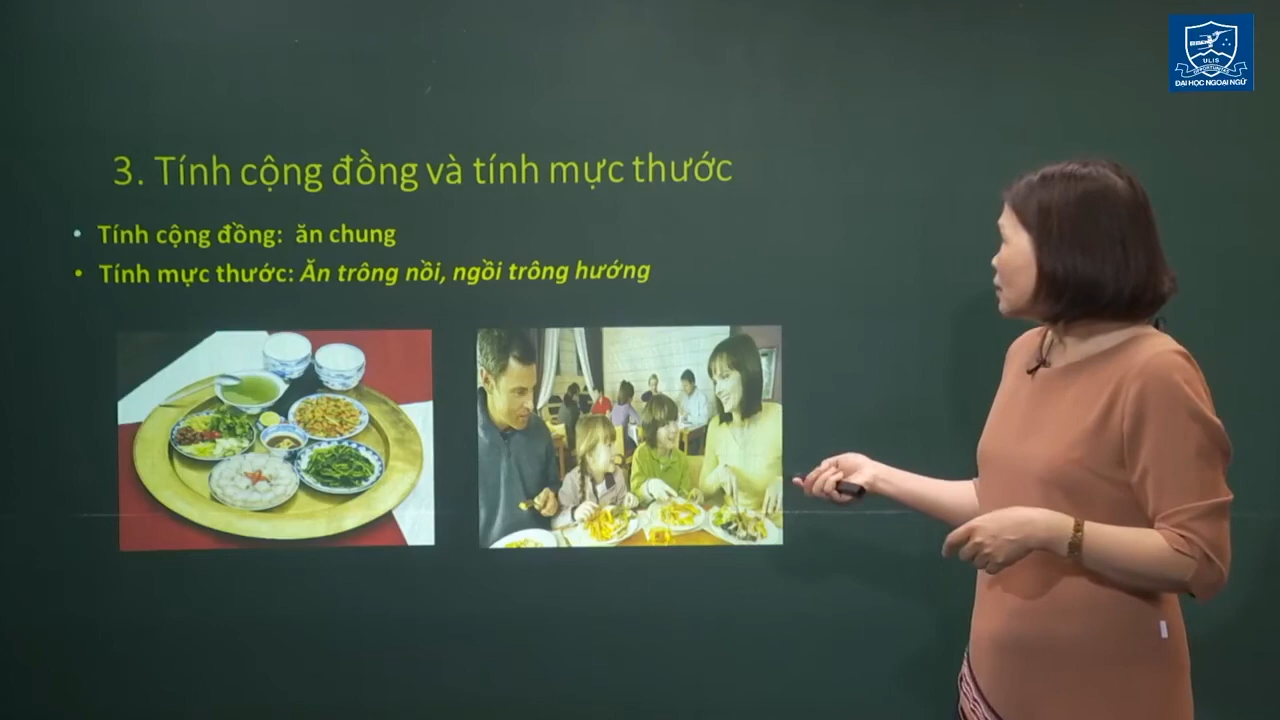 3. Tính cộng đồng và tính mực thước
• Tính cộng đồng: ăn chung
• Tính mực thước: Ăn trông nồi, ngồi trông hướng
ULIS
ĐẠI HỌC NGOẠI NGỮ